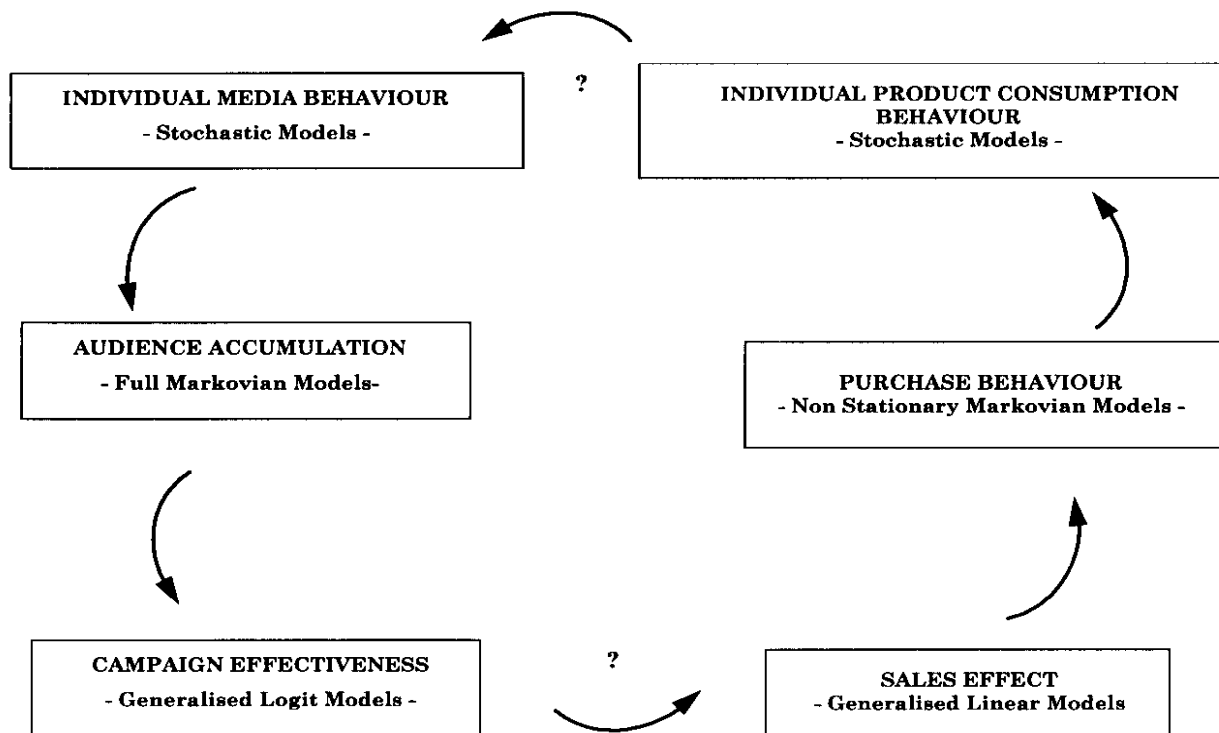 ?
INDIVIDUAL MEDIA BEHAVIOUR
- Stochastic Models -
INDIVIDUAL PRODUCT CONSUMPTION
BEHAVIOUR
- Stochastic Models -
AUDIENCE ACCUMULATION
- Full Markovian Models-
PURCHASE BEHAVIOUR
- Non Stationary Markovian Models -
?
CAMPAIGN EFFECTIVENESS
- Generalised Logit Models -
SALES EFFECT
- Generalised Linear Models